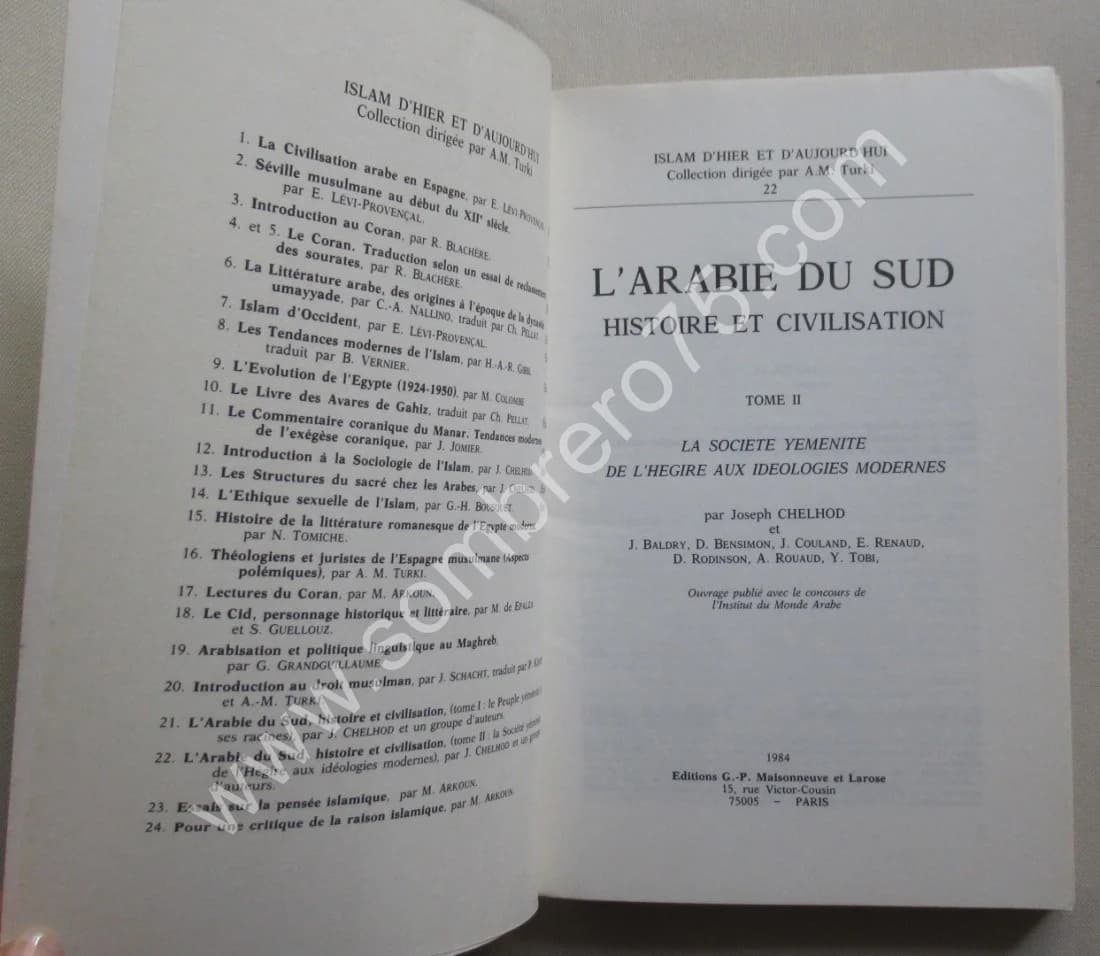 ISLAM D'HIER ET D'AUJOURD'HUI
Collection dirigée par A.M. Turki
1. La Civilisation arabe en Espagne, par E. LÉVI-PROVENÇAL
2. Séville musulmane au début du XIIe siècle,
par E. LÉVI-PROVENÇAL.
3. Introduction au Coran, par R. BLACHÈRE.
4. et 5. Le Coran. Traduction selon un essai de reclassement
des sourates, par R. BLACHÈRE.
6. La Littérature arabe, des origines à l'époque de la dynastie
umayyade, par C.-A. NALLINO, traduit par Ch. PELLAT.
7. Islam d'Occident, par E. LÉVI-PROVENÇAL.
8. Les Tendances modernes de l'Islam, par H.-A.-R. GIBB,
traduit par B. VERNIER.
9. L'Evolution de l'Egypte (1924-1950), par M. COLOMBE
10. Le Livre des Avares de Gahiz, traduit par Ch. PELLAT.
11. Le Commentaire coranique du Manar. Tendances modernes
de l'exégèse coranique, par J. JOMIER.
12. Introduction à la Sociologie de l'Islam, par J. CHELHOD
13. Les Structures du sacré chez les Arabes, par J. CHELHOD
14. L'Ethique sexuelle de l'Islam, par G.-H. BOUSQUET.
15. Histoire de la littérature romanesque de l'Egypte moderne
par N. TOMICHE.
16. Théologiens et juristes de l'Espagne musulmane (Aspects
polémiques), par A. M. TURKI.
17. Lectures du Coran, par M. ARKOUN.
18. Le Cid, personnage historique et littéraire, par M. de EPALZA
et S. GUELLOUZ.
19. Arabisation et politique linguistique au Maghreb,
par G. GRANDGUILLAUME
20. Introduction au droit musulman, par J. SCHACHT, traduit par P.
et A.-M. TURKI
21. L'Arabie du Sud, histoire et civilisation, (tome I : le Peuple yéménite
ses racines), par J. CHELHOD et un groupe d'auteurs.
22. L'Arabie du Sud, histoire et civilisation, (tome II : la Société yéménite
de l'Hégire aux idéologies modernes), par J. CHELHOD et un groupe
d'auteurs.
23. Essais sur la pensée islamique, par M. ARKOUN.
24. Pour une critique de la raison islamique, par M. ARKOUN.
ISLAM D'HIER ET D'AUJOURD'HUI
Collection dirigée par A.M. Turki
22
L'ARABIE DU SUD
HISTOIRE ET CIVILISATION
TOME II
LA SOCIETE YEMENITE
DE L'HEGIRE AUX IDEOLOGIES MODERNES
par Joseph CHELHOD
et
J. BALDRY, D. BENSIMON, J. COULAND, E. RENAUD,
D. RODINSON, A. ROUAUD, Y. TOBI,
Ouvrage publié avec le concours de
l'Institut du Monde Arabe
1984
Editions G.-P. Maisonneuve et Larose
15, rue Victor-Cousin
75005 – PARIS
www.sombrero75.com